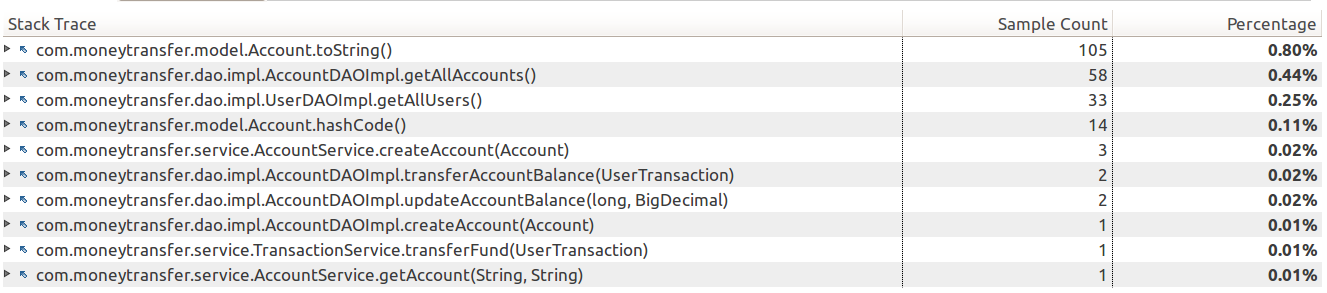 Stack Trace Sample Count Percentage
com.moneytransfer.model.Account.toString() 105 0.80%
com.moneytransfer.dao.impl.AccountDAOImpl.getAllAccounts() 58 0.44%
com.moneytransfer.dao.impl.UserDAOImpl.getAllUsers() 33 0.25%
com.moneytransfer.model.Account.hashCode() 14 0.11%
com.moneytransfer.service.AccountService.createAccount(Account) 3 0.02%
com.moneytransfer.dao.impl.AccountDAOImpl.transferAccountBalance(UserTransaction) 2 0.02%
com.moneytransfer.dao.impl.AccountDAOImpl.updateAccountBalance(long, BigDecimal) 2 0.02%
com.moneytransfer.dao.impl.AccountDAOImpl.createAccount(Account) 1 0.01%
com.moneytransfer.service.TransactionService.transferFund(UserTransaction) 1 0.01%
com.moneytransfer.service.AccountService.getAccount(String, String) 1 0.01%